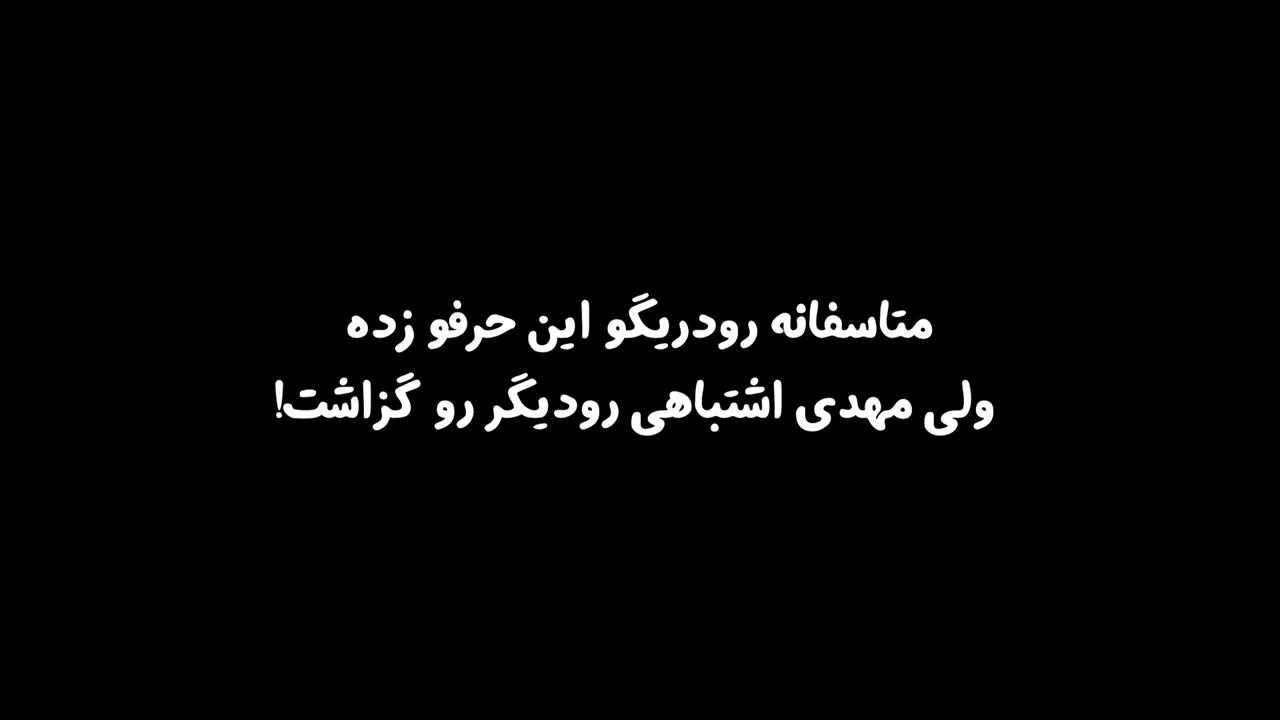 متاسفانه رودریگو این حرفو زده
ولی مهدی اشتباهی رودیگر رو گزاشت!